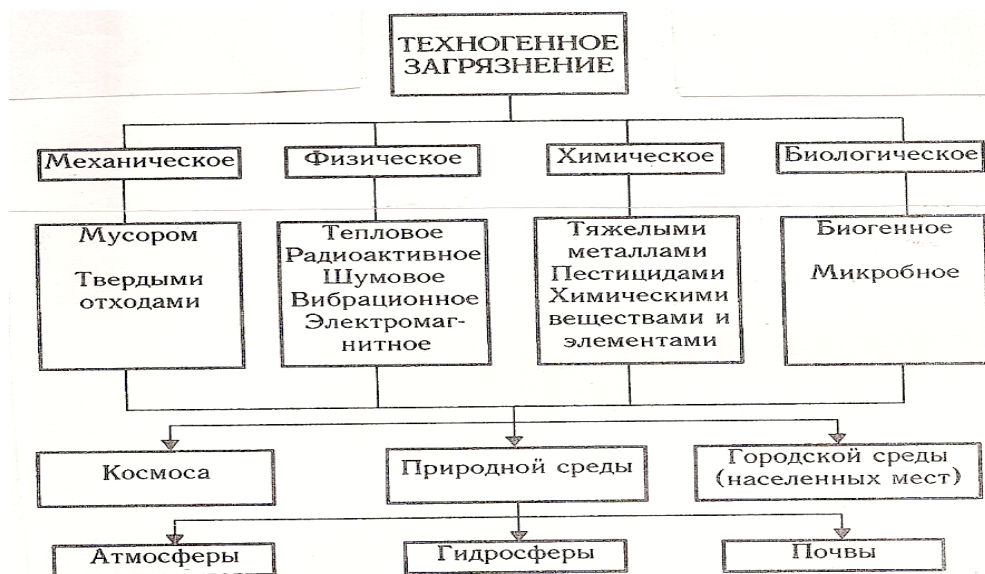 ТЕХНОГЕННОЕ
ЗАГРЯЗНЕНИЕ
Механическое
Физическое
Химическое
Биологическое
Мусором
Твердыми
отходами
Тепловое
Радиоактивное
Шумовое
Вибрационное
Электромаг-
нитное
Тяжелыми
металлами
Пестицидами
Химическими
веществами и
элементами
Биогенное
Микробное
Космоса
Природной среды
Городской среды
(населенных мест)
Атмосферы
Гидросферы
Почвы